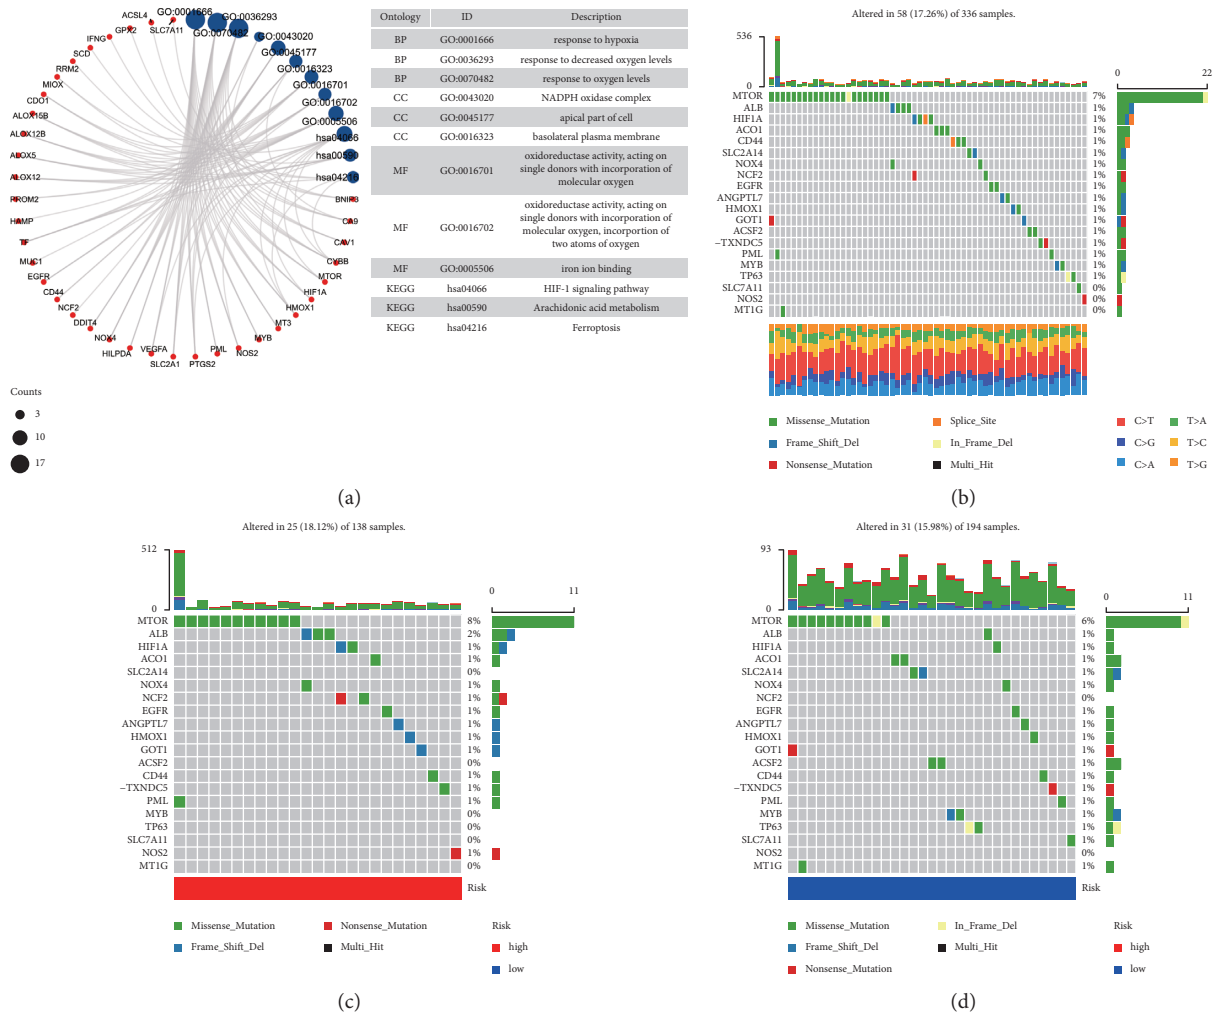 GO:0001666
GO:0036293
GO:0070482
GO:0043020
GO:0045177
GO:0016323
GO:0016701
GO:0016702
GO:0005506
hsa04066
hsa00590
hsa04216
BNIP3
CA9
CAV1
CYBB
MTOR
HIF1A
HMOX1
MT3
MYB
NOS2
PML
PTGS2
SLC2A1
VEGFA
HILPDA
NOX4
DDIT4
NCF2
CD44
EGFR
MUC1
TF
HAMP
PROM2
ALOX12
ALOX5
ALOX12B
ALOX15B
CDO1
MIOX
RRM2
SCD
IFNG
GPX2
ACSL4
SLC7A11
Counts
3
10
17
Ontology ID Description
BP GO:0001666 response to hypoxia
BP GO:0036293 response to decreased oxygen levels
BP GO:0070482 response to oxygen levels
CC GO:0043020 NADPH oxidase complex
CC GO:0045177 apical part of cell
CC GO:0016323 basolateral plasma membrane
oxidoreductase activity, acting on
MF GO:0016701 single donors with incorporation of
molecular oxygen
oxidoreductase activity, acting on
single donors with incorporation of
MF GO:0016702 molecular oxygen, incorportion of
two atoms of oxygen
MF GO:0005506 iron ion binding
KEGG hsa04066 HIF-1 signaling pathway
KEGG hsa00590 Arachidonic acid metabolism
KEGG hsa04216 Ferroptosis
(a)
Altered in 58 (17.26%) of 336 samples.
536
0
0 22
MTOR 7%
ALB 1%
HIF1A 1%
ACO1 1%
CD44 1%
SLC2A14 1%
NOX4 1%
NCF2 1%
EGFR 1%
ANGPTL7 1%
HMOX1 1%
GOT1 1%
ACSF2 1%
−TXNDC5 1%
PML 1%
MYB 1%
TP63 1%
SLC7A11 0%
NOS2 0%
MT1G 0%
Missense_Mutation Splice_Site C>T T>A
Frame_Shift_Del In_Frame_Del C>G T>C
Nonsense_Mutation Multi_Hit C>A T>G
(b)
Altered in 25 (18.12%) of 138 samples.
512
0
0 11
MTOR 8%
ALB 2%
HIF1A 1%
ACO1 1%
SLC2A14 0%
NOX4 1%
NCF2 1%
EGFR 1%
ANGPTL7 1%
HMOX1 1%
GOT1 1%
ACSF2 0%
CD44 1%
−TXNDC5 1%
PML 1%
MYB 0%
TP63 0%
SLC7A11 0%
NOS2 1%
MT1G 0%
Risk
Missense_Mutation Nonsense_Mutation Risk
Frame_Shift_Del Multi_Hit high
low
(c)
Altered in 31 (15.98%) of 194 samples.
93
0
0 11
MTOR 6%
ALB 1%
HIF1A 1%
ACO1 1%
SLC2A14 1%
NOX4 1%
NCF2 0%
EGFR 1%
ANGPTL7 1%
HMOX1 1%
GOT1 1%
ACSF2 1%
CD44 1%
−TXNDC5 1%
PML 1%
MYB 1%
TP63 1%
SLC7A11 1%
NOS2 0%
MT1G 1%
Risk
Missense_Mutation In_Frame_Del Risk
Frame_Shift_Del Multi_Hit high
Nonsense_Mutation low
(d)